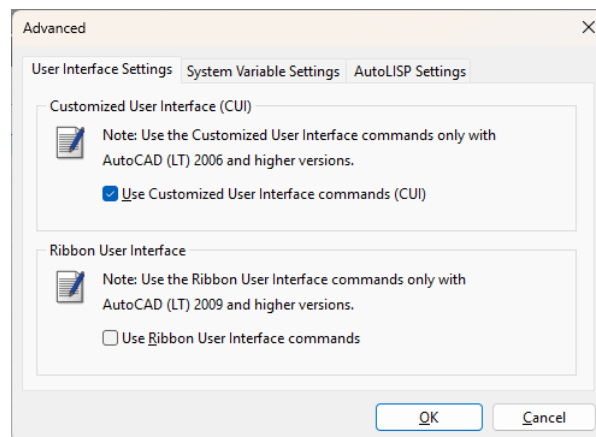 Advanced
User Interface Settings System Variable Settings AutoLISP Settings
Customized User Interface (CUI)
Note: Use the Customized User Interface commands only with
AutoCAD (LT) 2006 and higher versions.
Use Customized User Interface commands (CUI)
Ribbon User Interface
Note: Use the Ribbon User Interface commands only with
AutoCAD (LT) 2009 and higher versions.
Use Ribbon User Interface commands
OK Cancel